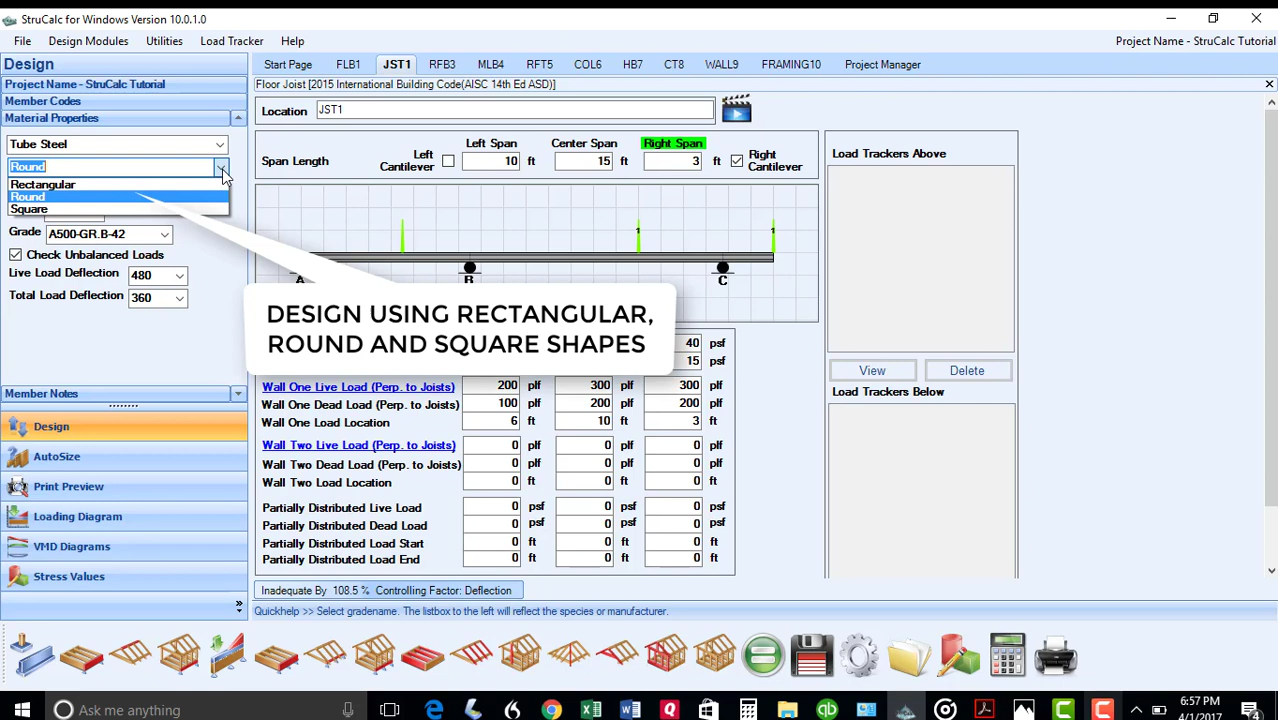 StruCalc for Windows Version 10.0.1.0
File Design Modules Utilities Load Tracker Help Project Name - StruCalc Tutorial
Design
Start Page FLB1 JST1 RFB3 MLB4 RFT5 COL6 HB7 CT8 WALL9 FRAMING10 Project Manager
Project Name - StruCalc Tutorial
Floor Joist [2015 International Building Code(AISC 14th Ed ASD)]
Member Codes
Material Properties
Location JST1
Tube Steel
Round
Rectangular
Round
Square
Grade A500-GR.B-42
Check Unbalanced Loads
Live Load Deflection 480
Total Load Deflection 360
Left Span Center Span Right Span
Span Length Left Cantilever 10 ft 15 ft 3 ft Right Cantilever
1 1
A B C
DESIGN USING RECTANGULAR,
ROUND AND SQUARE SHAPES
40 psf
15 psf
Wall One Live Load (Perp. to Joists) 200 plf 300 plf 300 plf
Wall One Dead Load (Perp. to Joists) 100 plf 200 plf 200 plf
Wall One Load Location 6 ft 10 ft 3 ft
Wall Two Live Load (Perp. to Joists) 0 plf 0 plf 0 plf
Wall Two Dead Load (Perp. to Joists) 0 plf 0 plf 0 plf
Wall Two Load Location 0 ft 0 ft 0 ft
Partially Distributed Live Load 0 psf 0 psf 0 psf
Partially Distributed Dead Load 0 psf 0 psf 0 psf
Partially Distributed Load Start 0 ft 0 ft 0 ft
Partially Distributed Load End 0 ft 0 ft 0 ft
Load Trackers Above
View Delete
Load Trackers Below
Member Notes
Design
AutoSize
Print Preview
Loading Diagram
VMD Diagrams
Stress Values
Inadequate By 108.5 % Controlling Factor: Deflection
Quickhelp >> Select gradename. The listbox to the left will reflect the species or manufacturer.
Ask me anything
6:57 PM
4/1/2017